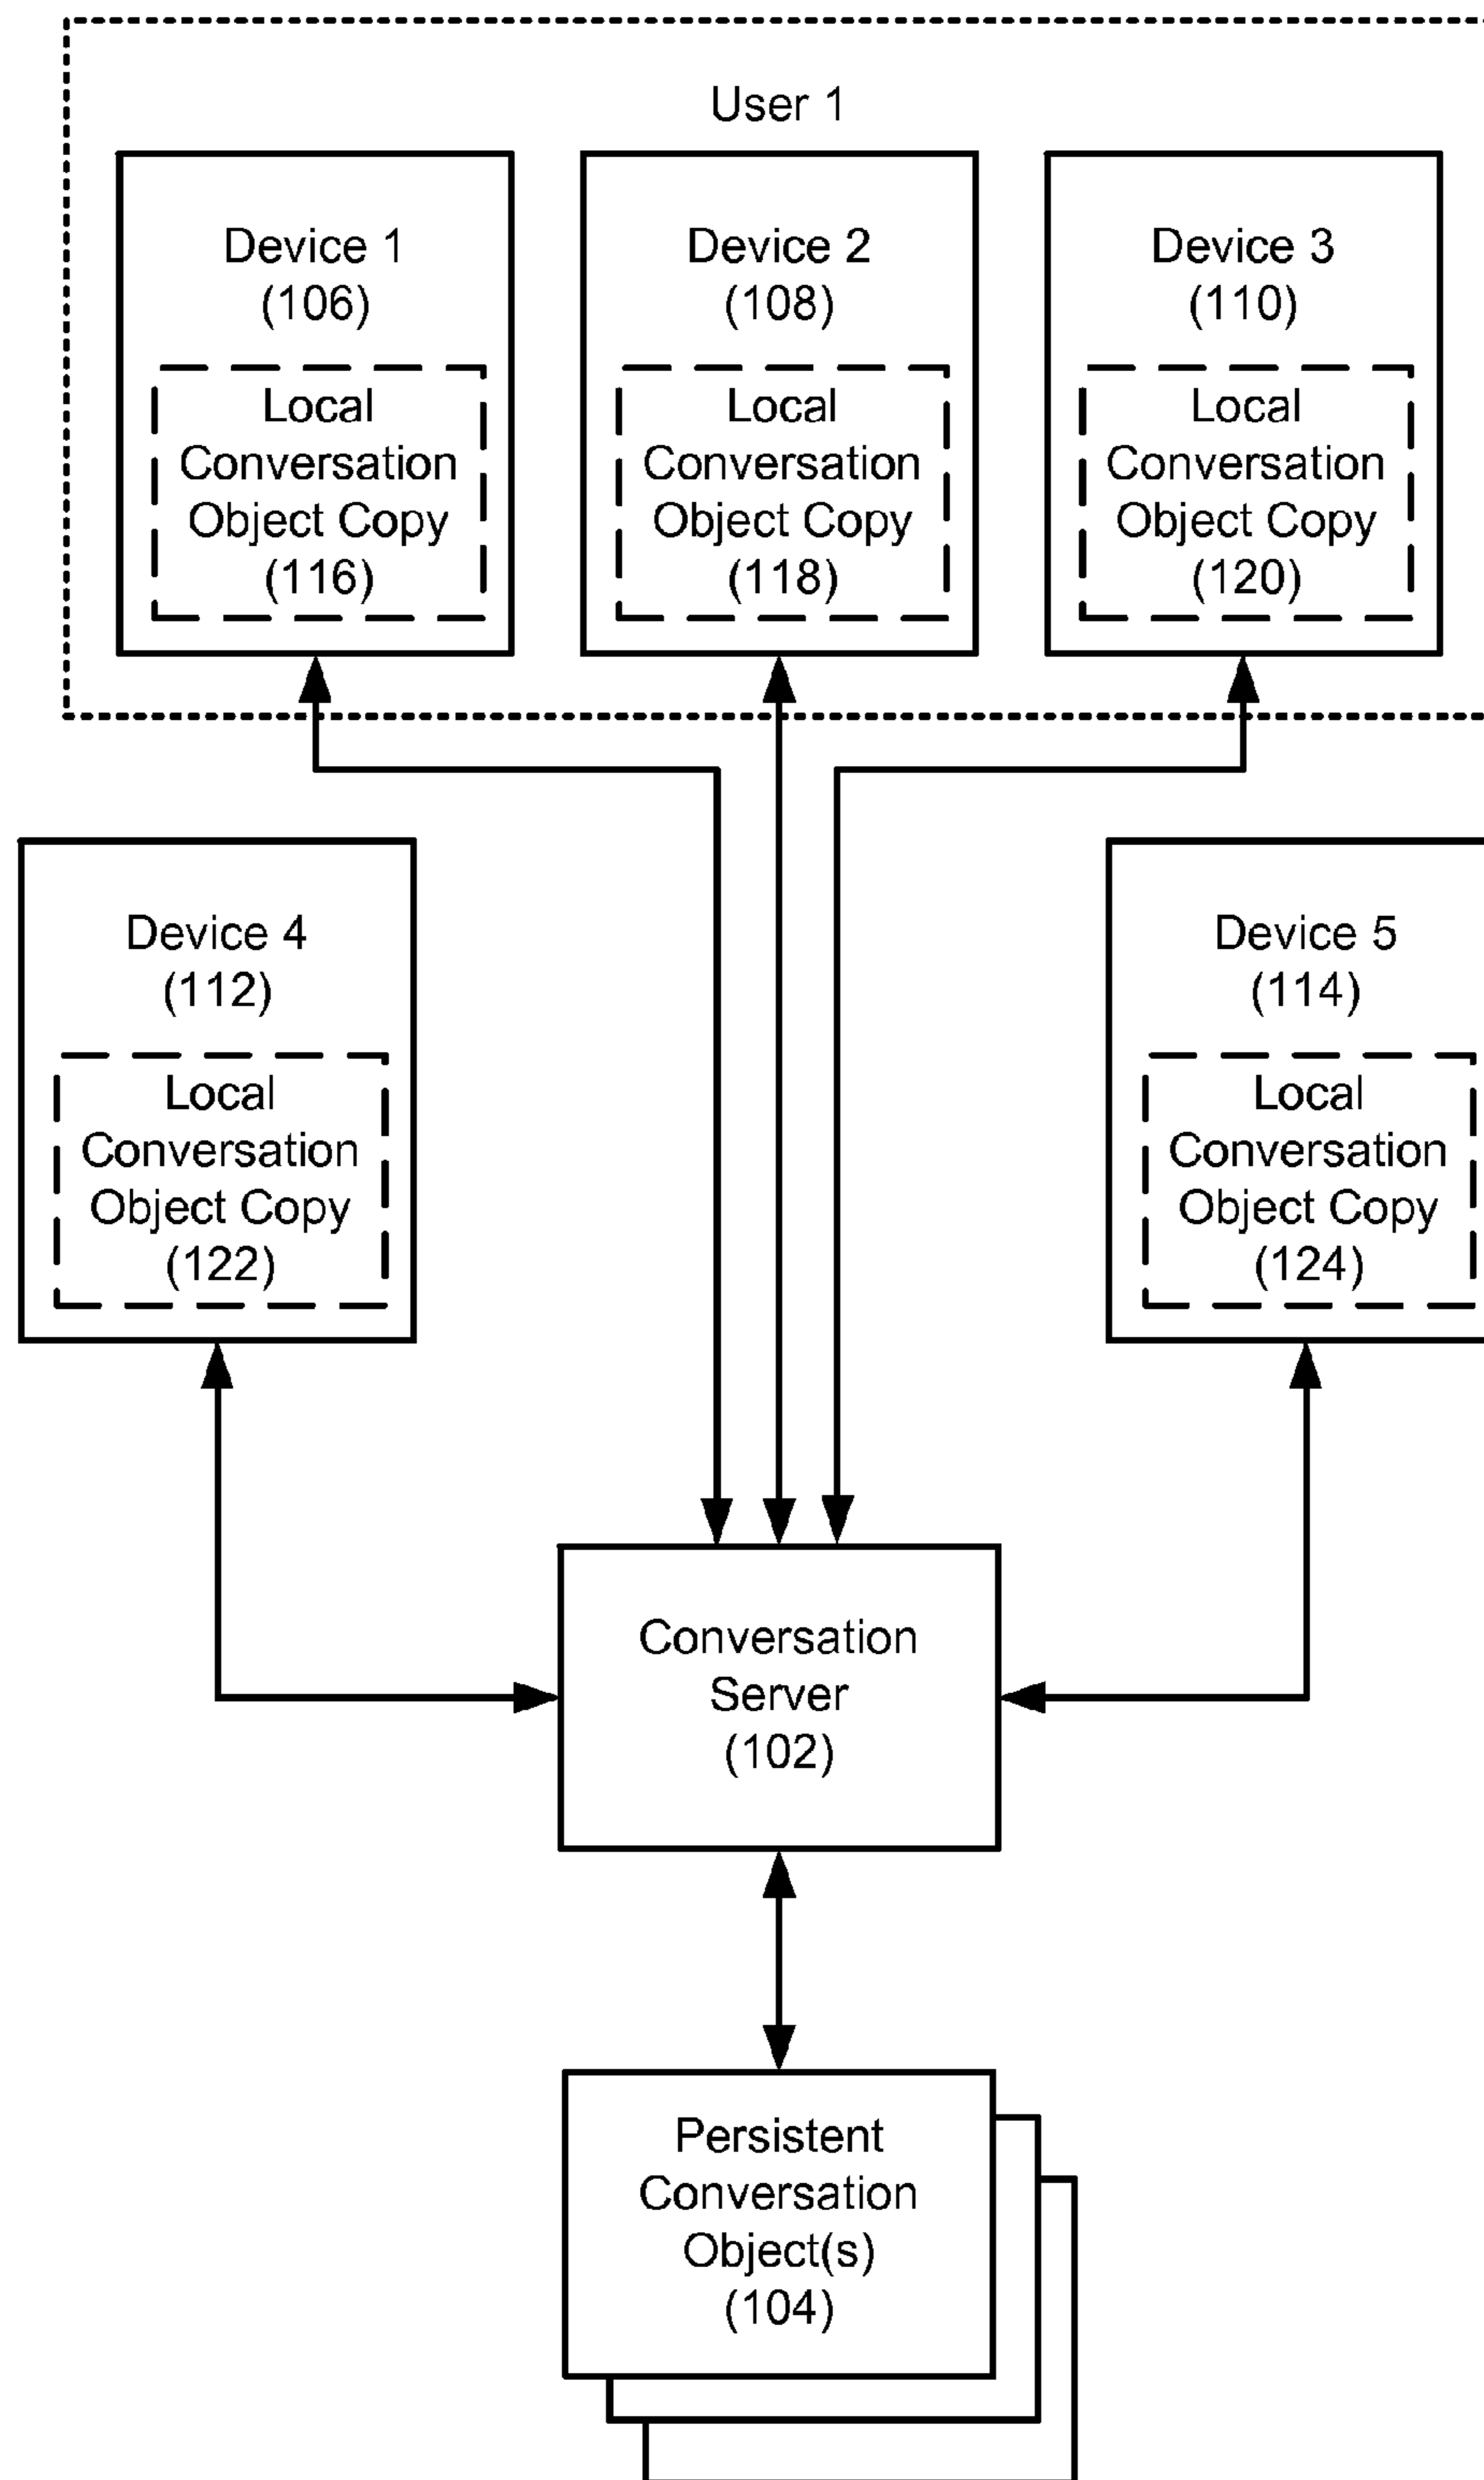 User 1
Device 1
(106)
Local
Conversation
Object Copy
(116)
Device 2
(108)
Local
Conversation
Object Copy
(118)
Device 3
(110)
Local
Conversation
Object Copy
(120)
Device 4
(112)
Local
Conversation
Object Copy
(122)
Device 5
(114)
Local
Conversation
Object Copy
(124)
Conversation
Server
(102)
Persistent
Conversation
Object(s)
(104)